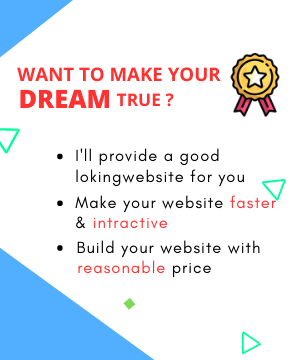 WANT TO MAKE YOUR
DREAM TRUE ?
• I'll provide a good
lokingwebsite for you
• Make your website faster
& intractive
• Build your website with
reasonable price